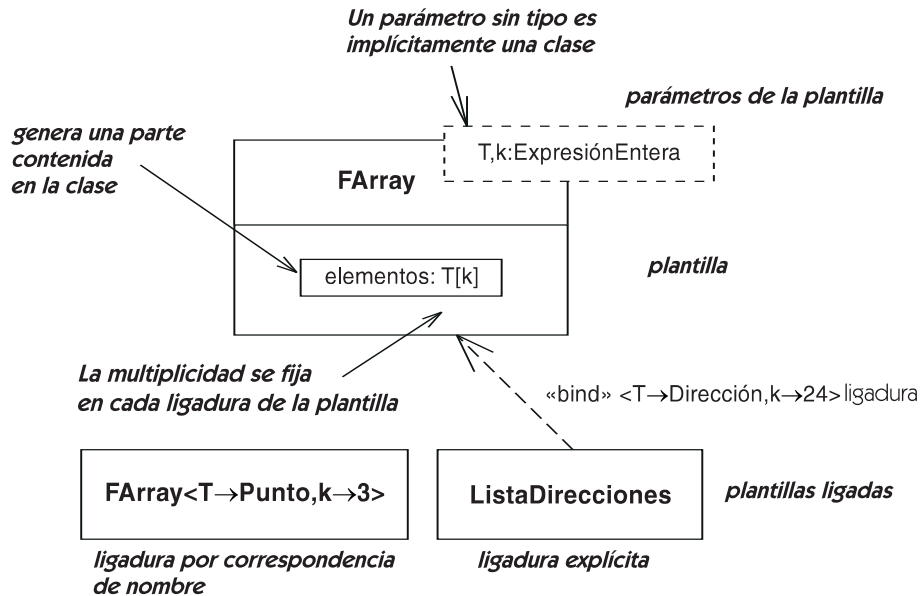 Un parámetro sin tipo es
implícitamente una clase
parámetros de la plantilla
genera una parte
contenida
en la clase
T,k:ExpresiónEntera
FArray
elementos: T[k]
plantilla
La multiplicidad se fija
en cada ligadura de la plantilla
«bind» <T→Dirección,k→24> ligadura
FArray<T→Punto,k→3>
ListaDirecciones
plantillas ligadas
ligadura por correspondencia
de nombre
ligadura explícita